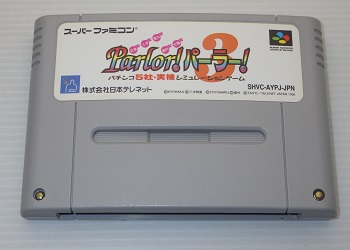 スーパーファミコン
Parlor!パーラー!3
パチンコ5社・実機シミュレーションゲーム
株式会社日本テレネット
SHVC-AYPJ-JPN